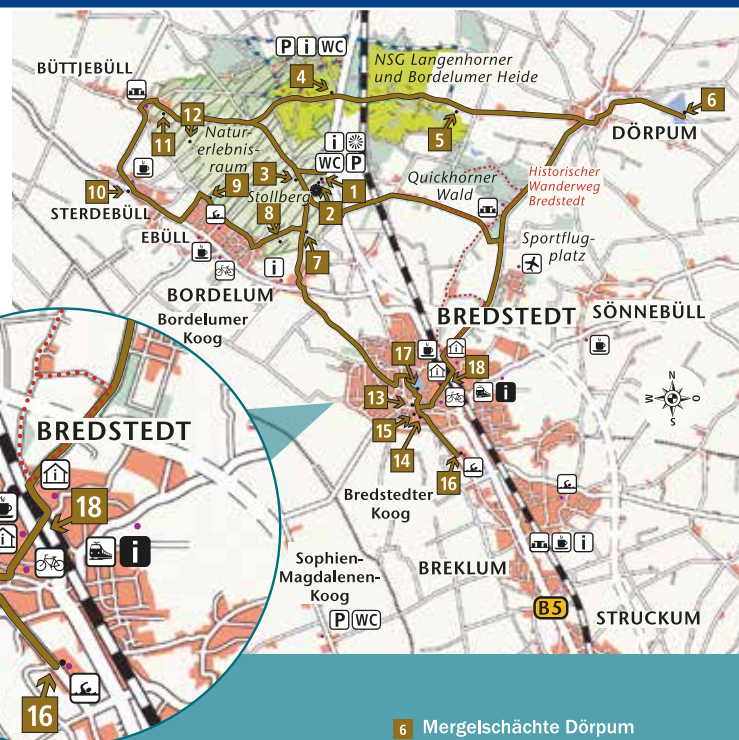 P i WC
BÜTTJEBÜLL
4
NSG Langenhorner
und Bordelumer Heide
6
DÖRPUM
11
12
5
Natur-
erlebnis-
raum
i
WC P
3
1
Quickhorner
Wald
Historischer
Wanderweg
Bredstedt
10
9
Stollberg
2
STERDEBÜLL
8
EBÜLL
7
Sportflug-
platz
i
BORDELUM
Bordelumer
Koog
BREDSTEDT
SÖNNEBÜLL
17
i
i
18
i
N
W O
S
13
15
14
16
Bredstedter
Koog
BREDSTEDT
i
18
i
i
16
Sophien-
Magdalenen-
Koog
P WC
BREKLUM
i
B5
STRUCKUM
6 Mergelschächte Dörpum